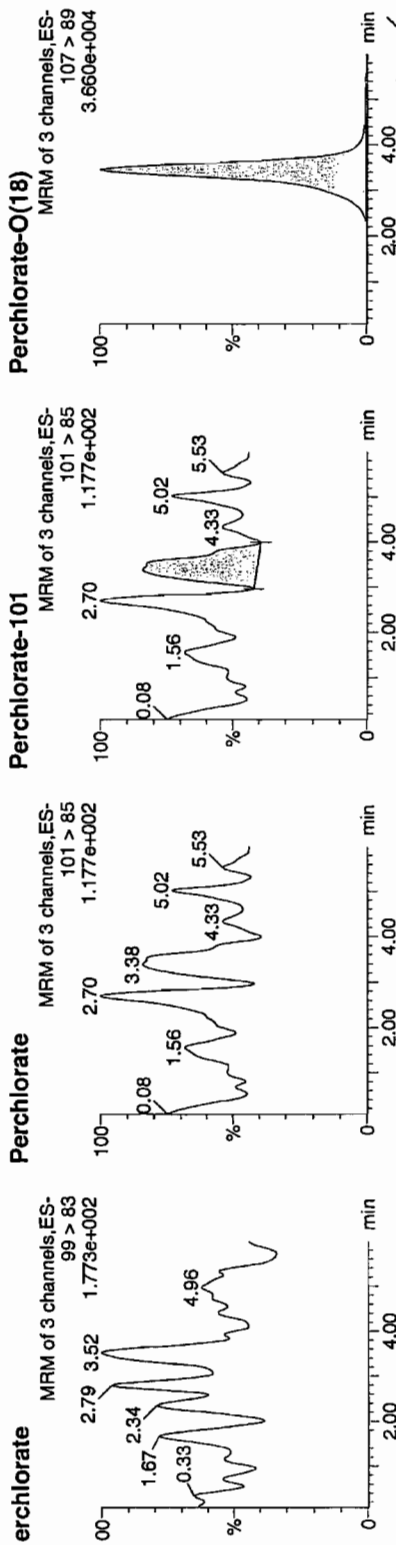 erchlorate
MRM of 3 channels,ES-
99 > 83
1.773e+002
00
%
0
0.33
1.67
2.34
2.79
3.52
4.96
2.00
4.00
min
Perchlorate
MRM of 3 channels,ES-
101 > 85
1.177e+002
100
%
0
0.08
1.56
2.70
3.38
4.33
5.02
5.53
2.00
4.00
min
Perchlorate-101
MRM of 3 channels,ES-
101 > 85
1.177e+002
100
%
0
0.08
1.56
2.70
4.33
5.02
5.53
2.00
4.00
min
Perchlorate-O(18)
MRM of 3 channels,ES-
107 > 89
3.660e+004
100
%
0
2.00
4.00
min